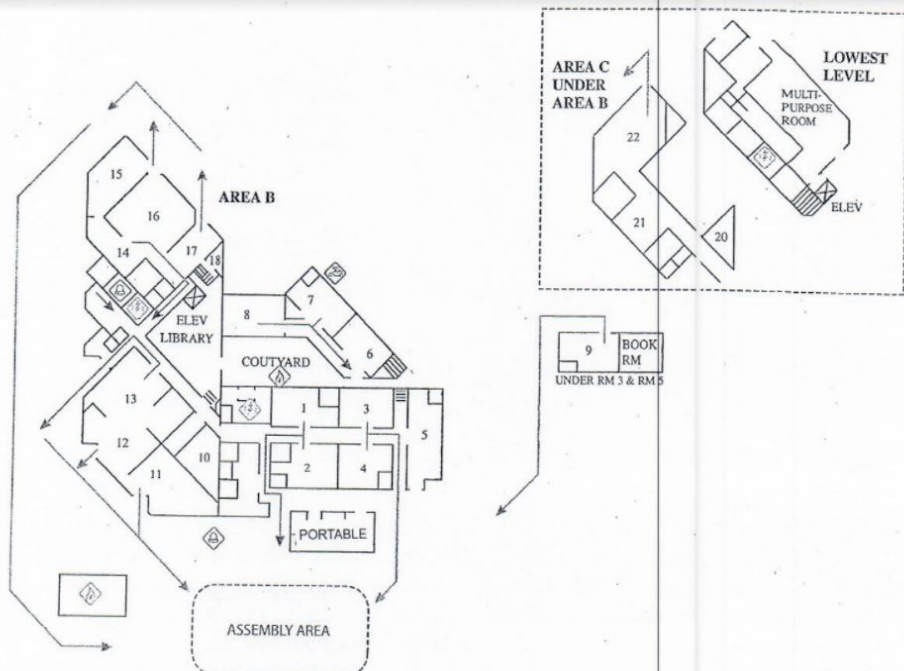 AREA C
UNDER
AREA B
LOWEST
LEVEL
MULTI-
PURPOSE
ROOM
22
21
20
ELEV
15
16
AREA B
14
17
18
ELEV
LIBRARY
7
8
6
COUTYARD
9
BOOK
RM
UNDER RM 3 & RM 5
13
12
11
10
1
3
5
2
4
PORTABLE
ASSEMBLY AREA